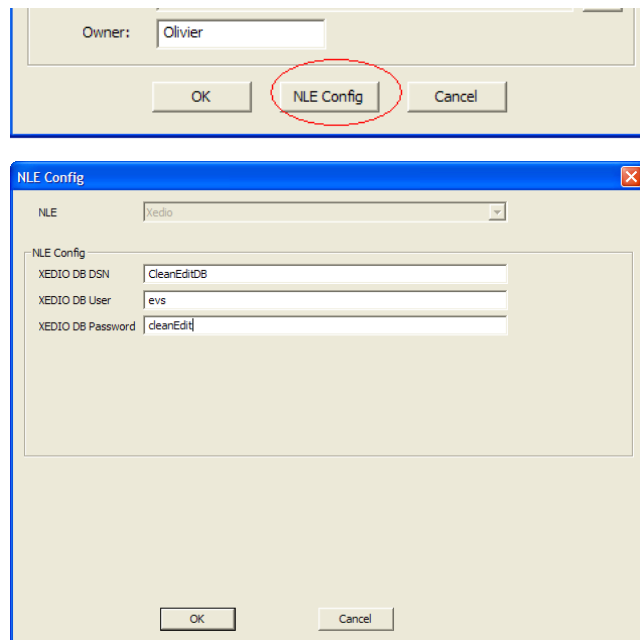 Owner: Olivier
OK NLE Config Cancel
NLE Config
NLE Xedio
NLE Config
XEDIO DB DSN CleanEditDB
XEDIO DB User evs
XEDIO DB Password cleanEdit
OK Cancel